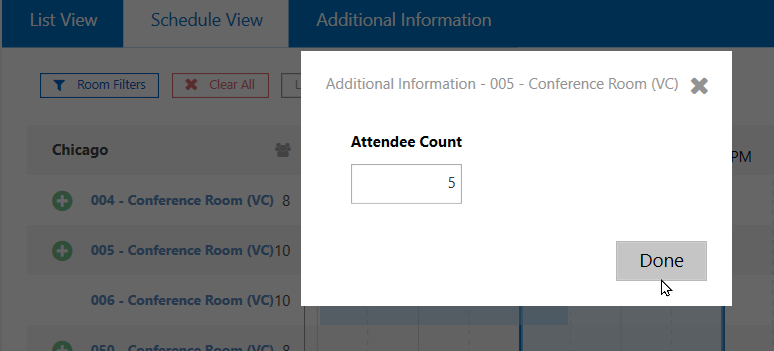 List View
Schedule View
Additional Information
Room Filters
Clear All
L
Additional Information - 005 - Conference Room (VC)
Attendee Count
5
Done
Chicago
PM
004 - Conference Room (VC) 8
005 - Conference Room (VC) 10
006 - Conference Room (VC) 10
050 - Conference Room (VC) 8